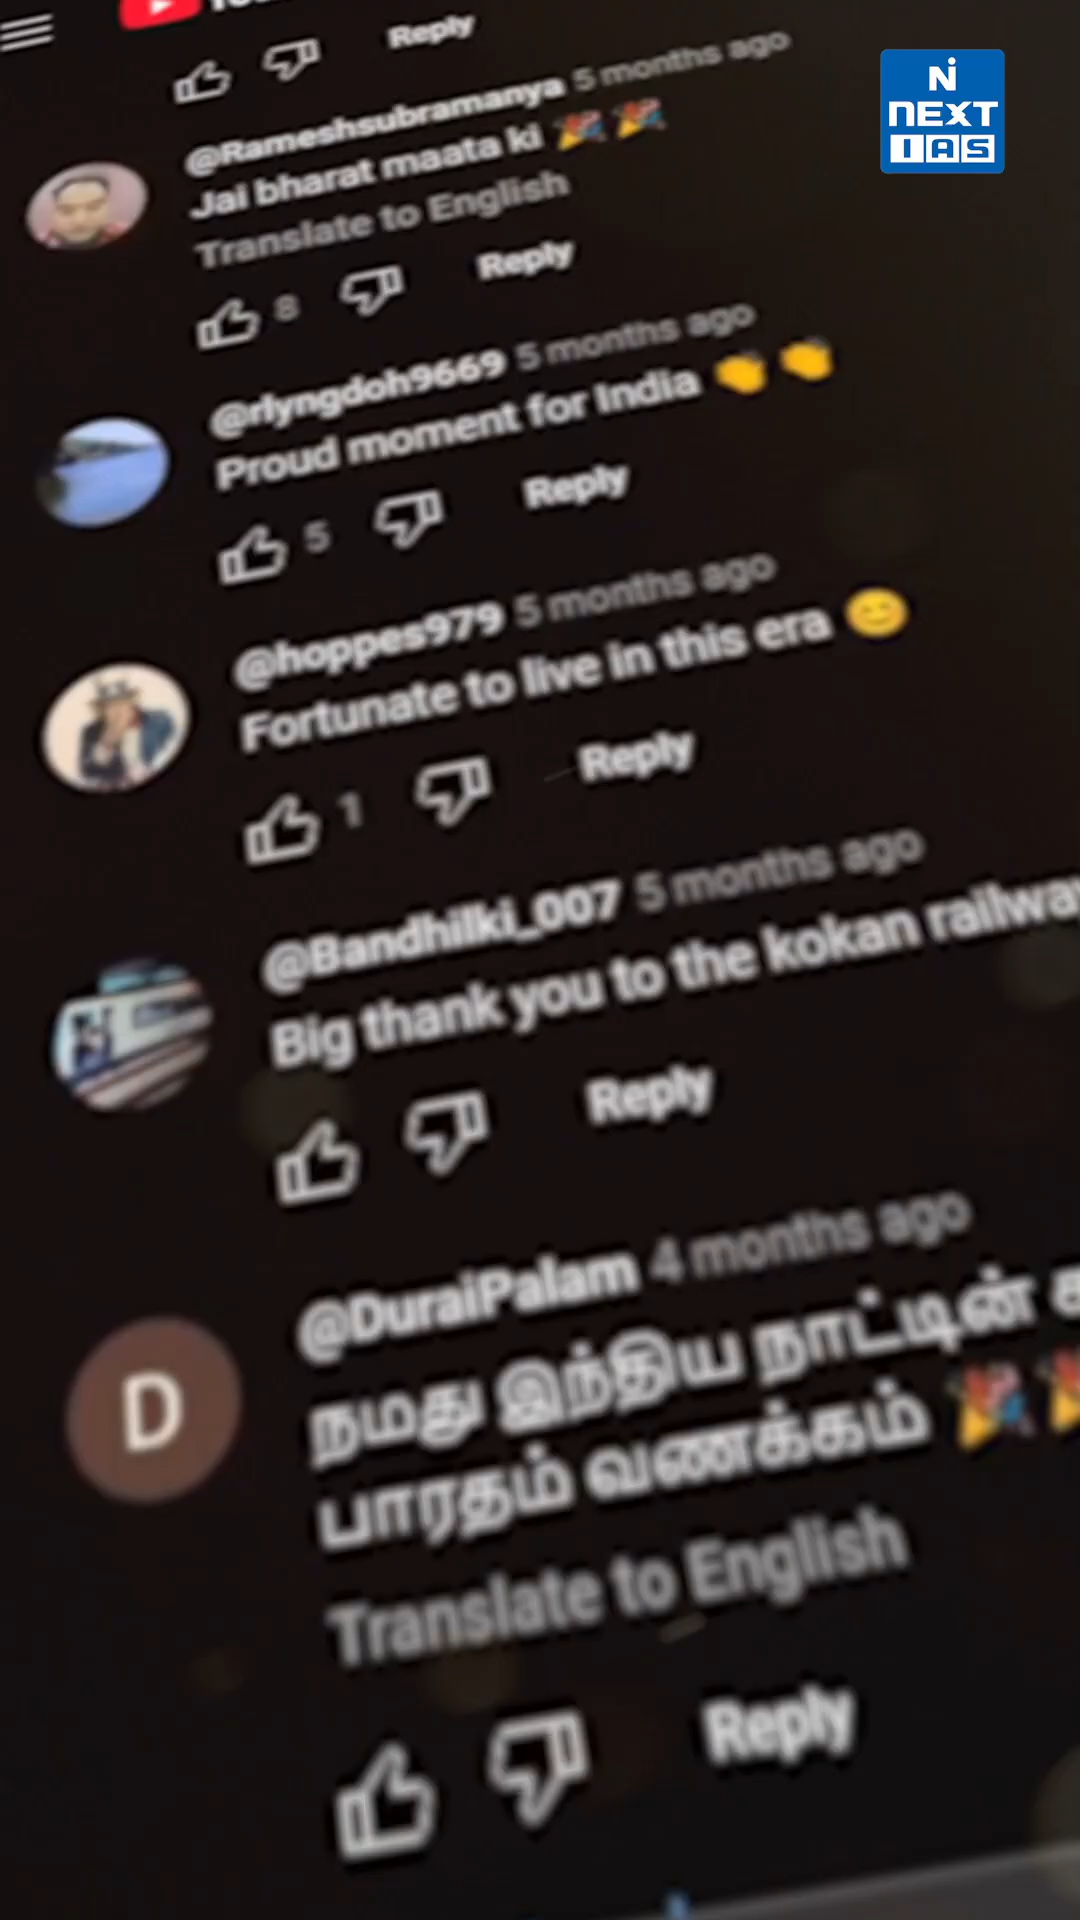 Reply
@Rameshsubramanya 5 months ago
Jai bharat maata ki 🎉 🎉
Translate to English
8 Reply
@rlyngdoh9669 5 months ago
Proud moment for India 👏 👏
5 Reply
@hoppes979 5 months ago
Fortunate to live in this era 😊
1 Reply
@Bandhilki_007 5 months ago
Big thank you to the kokan railway
Reply
@DuraiPalam 4 months ago
நமது இந்திய நாட்டின்
பாரதம் வணக்கம் 🎉
Translate to English
Reply
D
N
NEXT
IAS